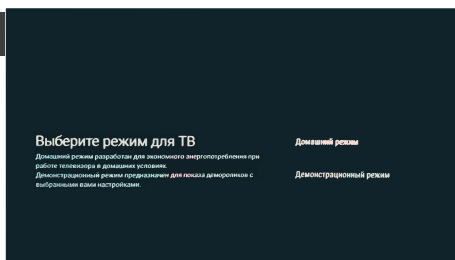 Выберите режим для ТВ
Домашний режим разработан для экономного энергопотребления при
работе телевизора в домашних условиях.
Демонстрационный режим предназначен для показа демороликов с
выбранными вами настройками.
Домашний режим
Демонстрационный режим